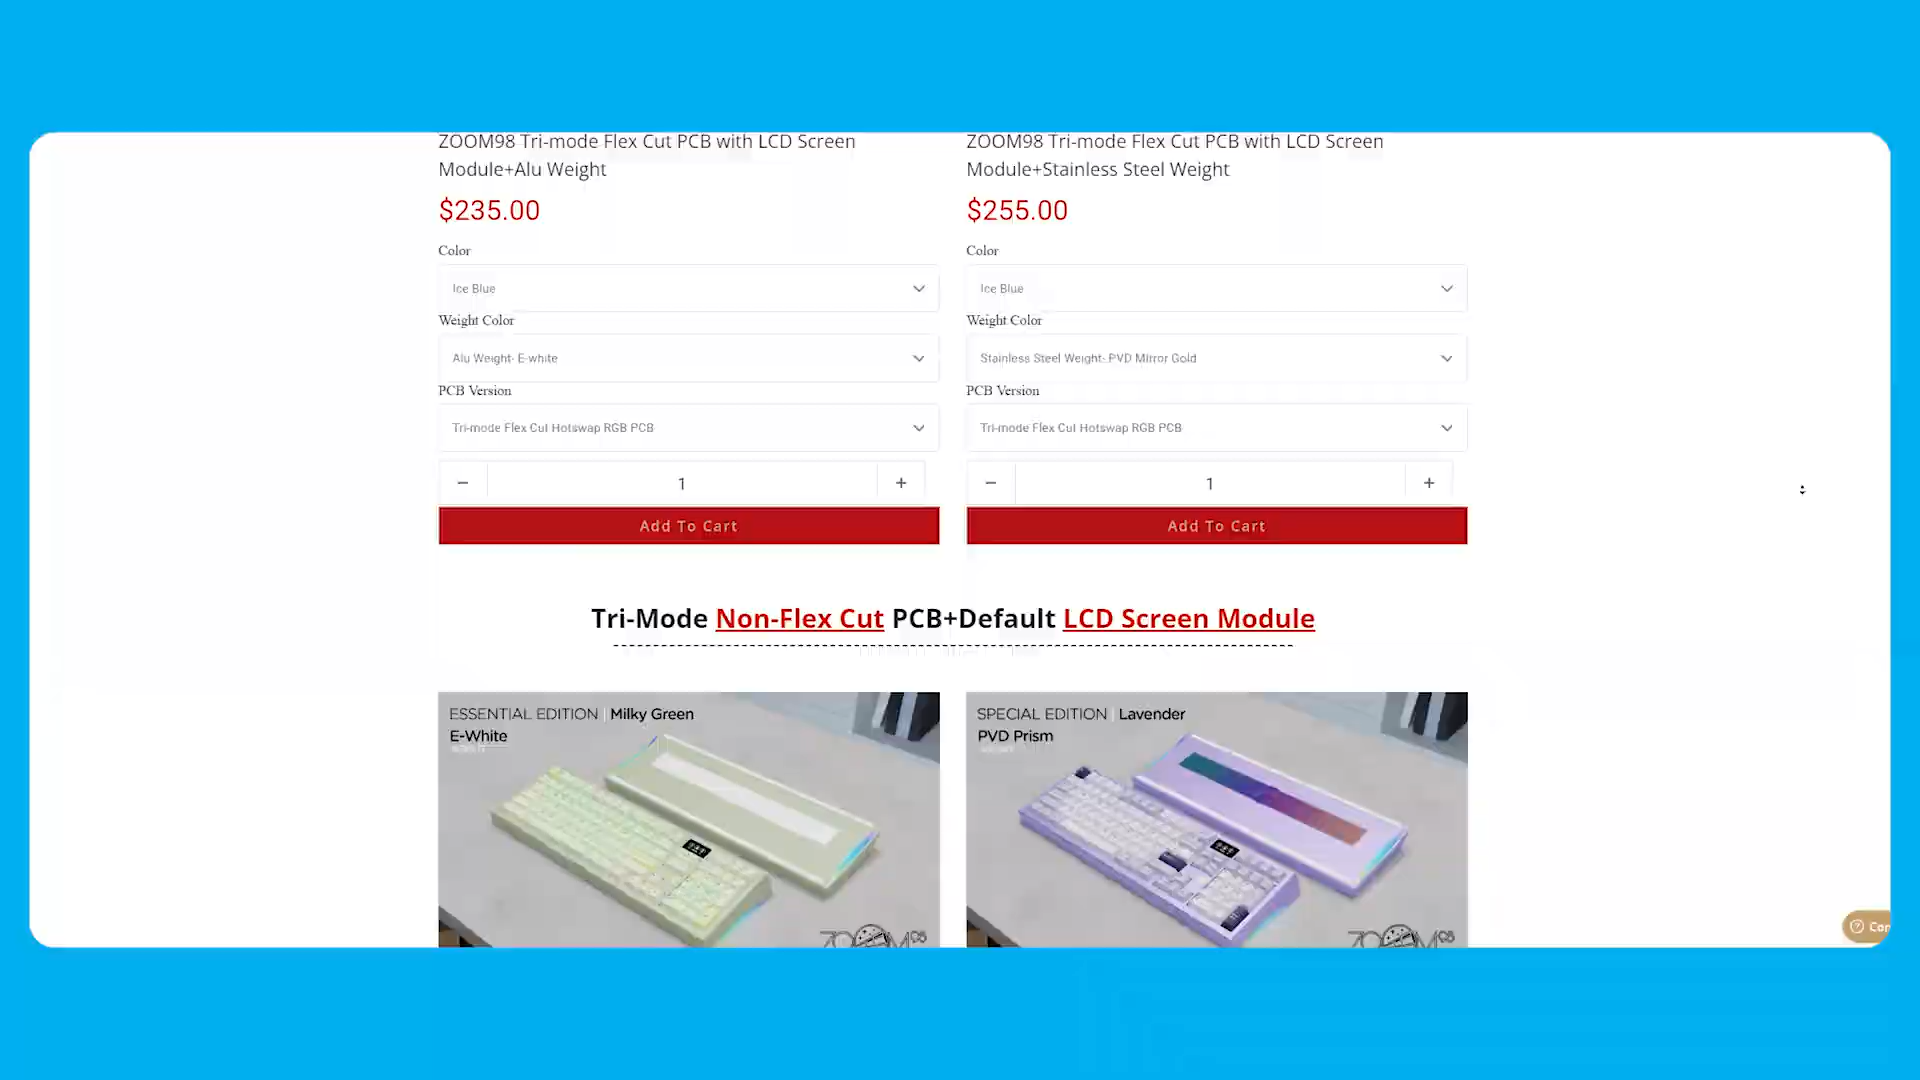 ZOOM98 Tri-mode Flex Cut PCB with LCD Screen
Module+Alu Weight
$235.00
Color
Ice Blue
Weight Color
Alu Weight- E-white
PCB Version
Tri-mode Flex Cut Hotswap RGB PCB
− 1 +
Add To Cart
ZOOM98 Tri-mode Flex Cut PCB with LCD Screen
Module+Stainless Steel Weight
$255.00
Color
Ice Blue
Weight Color
Stainless Steel Weight- PVD Mirror Gold
PCB Version
Tri-mode Flex Cut Hotswap RGB PCB
− 1 +
Add To Cart
Tri-Mode Non-Flex Cut PCB+Default LCD Screen Module
ESSENTIAL EDITION | Milky Green
E-White
ZOOM98
SPECIAL EDITION | Lavender
PVD Prism
ZOOM98